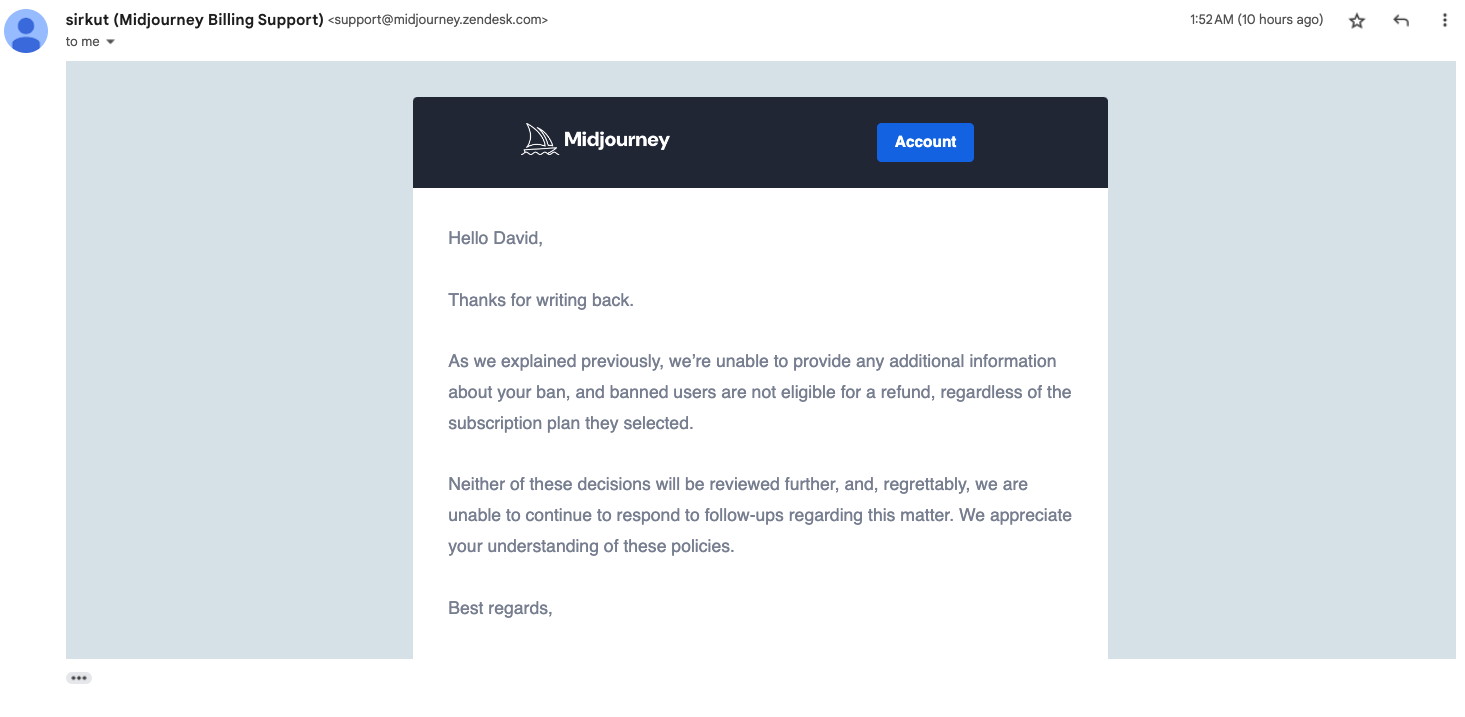 sirkut (Midjourney Billing Support) <support@midjourney.zendesk.com>
1:52 AM (10 hours ago)
to me
Midjourney
Account
Hello David,
Thanks for writing back.
As we explained previously, we’re unable to provide any additional information
about your ban, and banned users are not eligible for a refund, regardless of the
subscription plan they selected.
Neither of these decisions will be reviewed further, and, regrettably, we are
unable to continue to respond to follow-ups regarding this matter. We appreciate
your understanding of these policies.
Best regards,